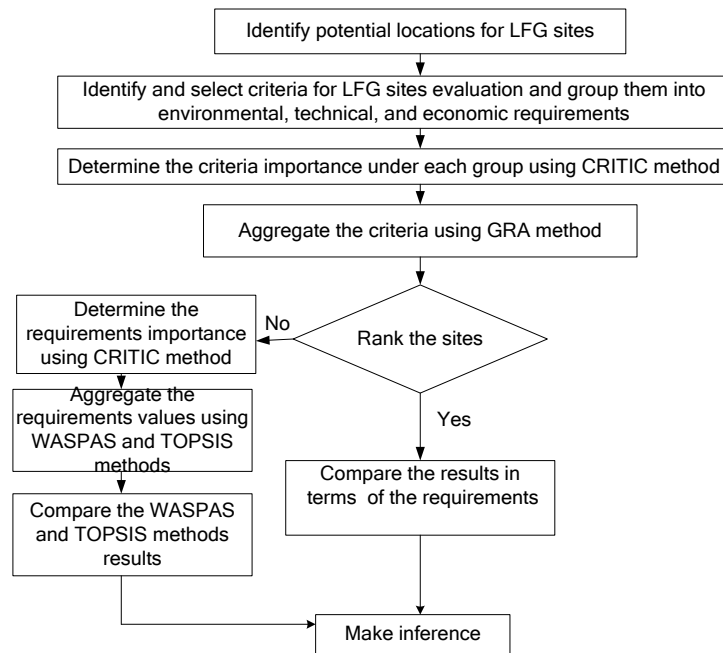 Identify potential locations for LFG sites
Identify and select criteria for LFG sites evaluation and group them into
environmental, technical, and economic requirements
Determine the criteria importance under each group using CRITIC method
Aggregate the criteria using GRA method
Rank the sites
No
Determine the
requirements importance
using CRITIC method
Aggregate the
requirements values using
WASPAS and TOPSIS
methods
Compare the WASPAS
and TOPSIS methods
results
Yes
Compare the results in
terms of the requirements
Make inference